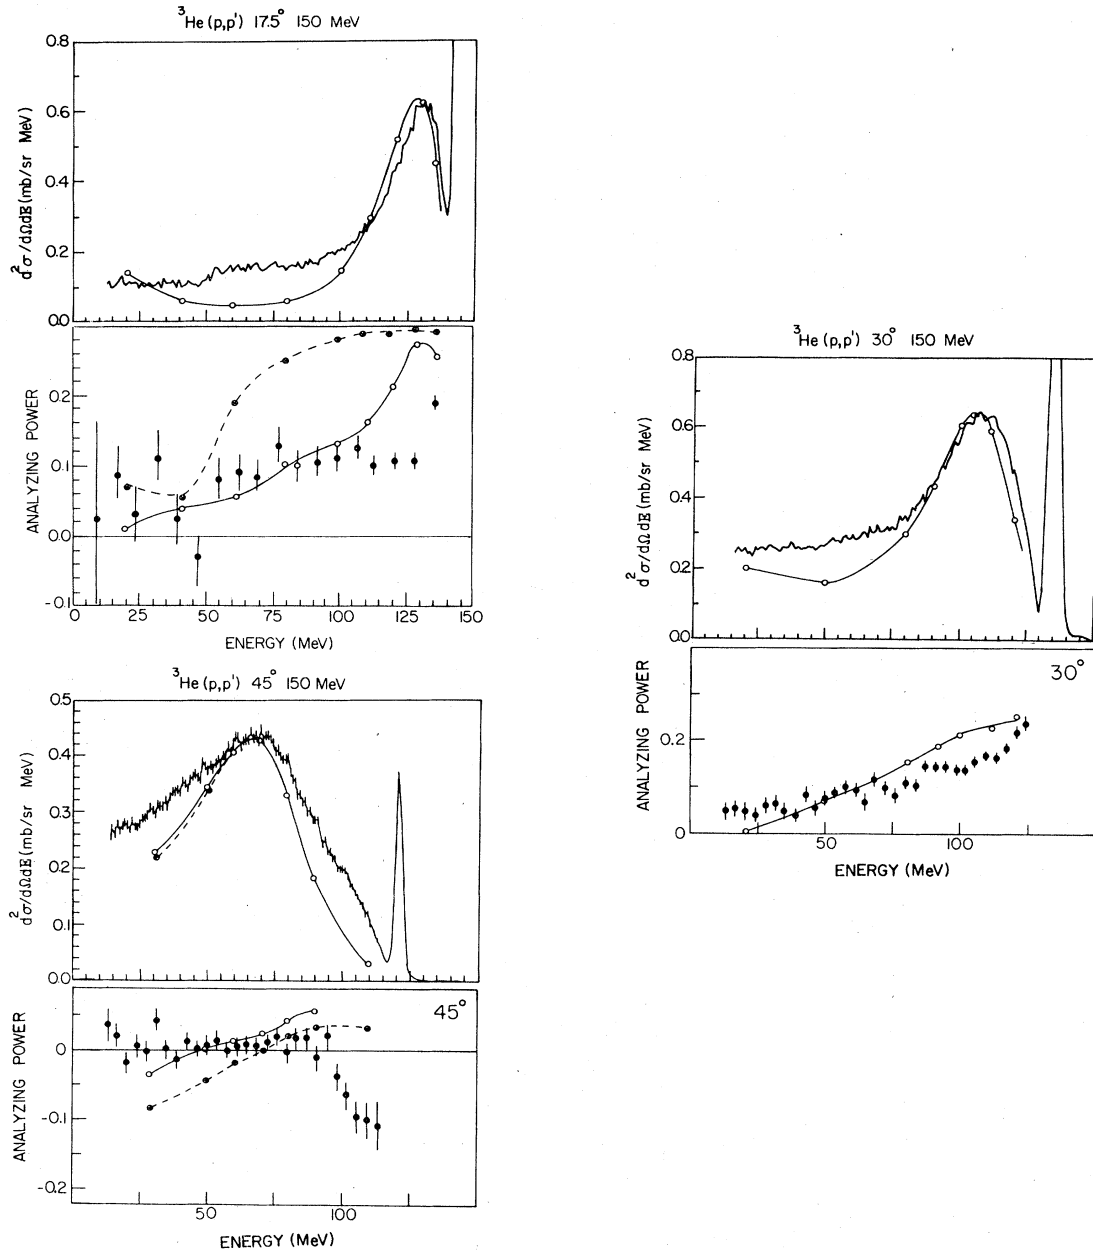 ³He (p,p') 17.5° 150 MeV
0.8
0.6
0.4
0.2
0.0
d²σ/dΩdE (mb/sr MeV)
0.2
0.1
0.0
-0.1
ANALYZING POWER
0 25 50 75 100 125 150
ENERGY (MeV)
³He (p,p') 45° 150 MeV
0.5
0.4
0.3
0.2
0.1
0.0
d²σ/dΩdE (mb/sr MeV)
45°
0
-0.1
-0.2
ANALYZING POWER
50 100
ENERGY (MeV)
³He (p,p') 30° 150 MeV
0.8
0.6
0.4
0.2
0.0
d²σ/dΩdE (mb/sr MeV)
30°
0.2
0
ANALYZING POWER
50 100
ENERGY (MeV)